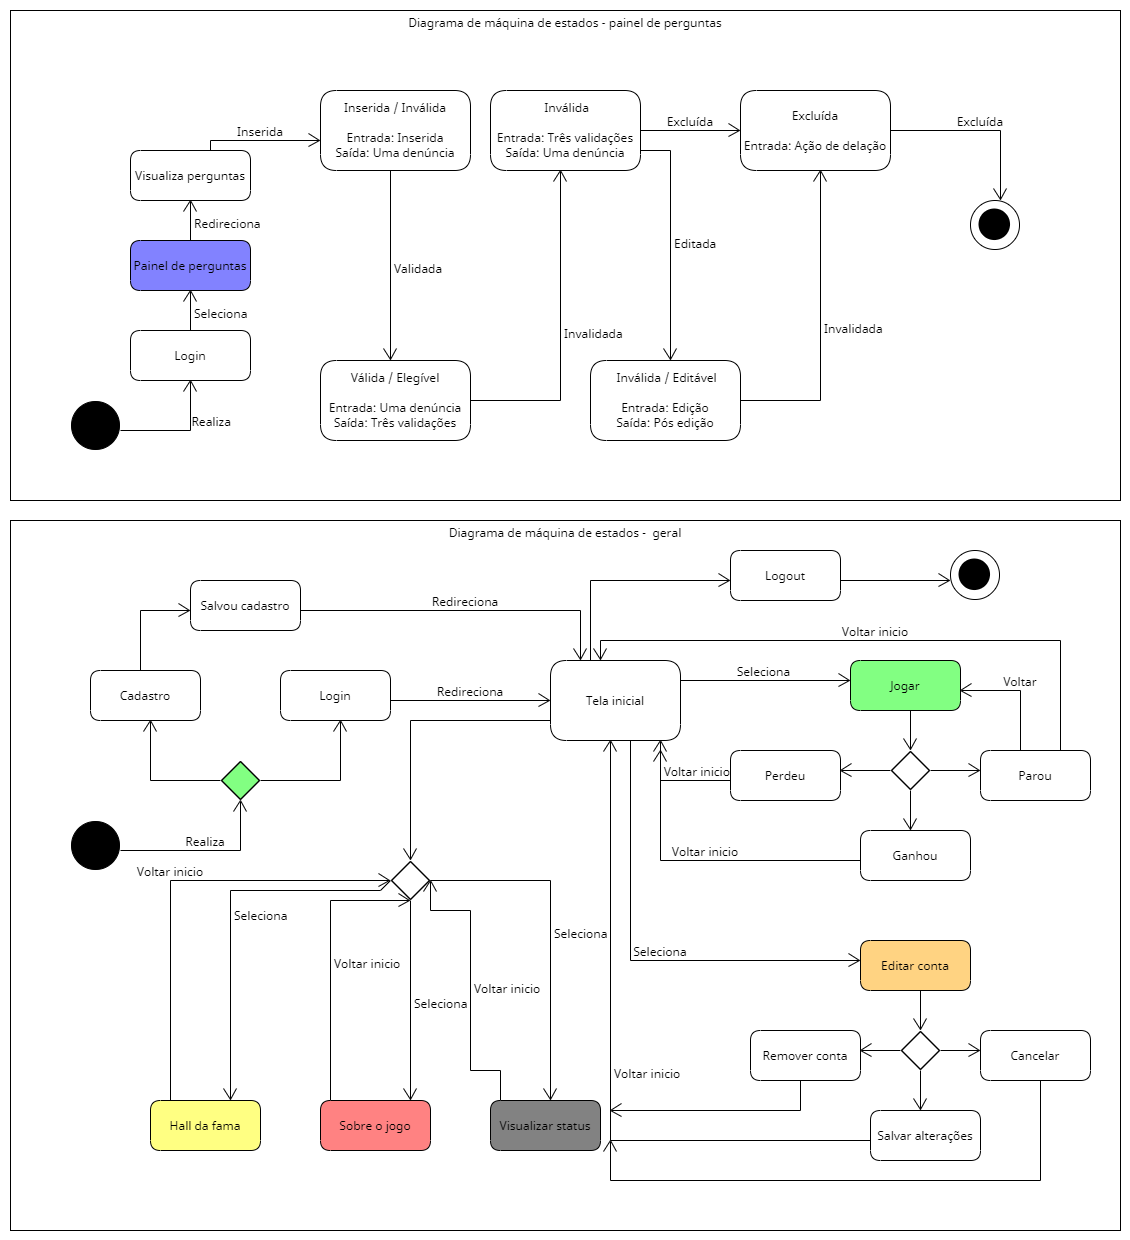 Diagrama de máquina de estados - painel de perguntas
Inserida / Inválida
Entrada: Inserida
Saída: Uma denúncia
Inválida
Entrada: Três validações
Saída: Uma denúncia
Excluída
Entrada: Ação de delação
Inserida
Excluída
Excluída
Visualiza perguntas
Redireciona
Painel de perguntas
Seleciona
Login
Realiza
Validada
Editada
Invalidada
Invalidada
Válida / Elegível
Entrada: Uma denúncia
Saída: Três validações
Inválida / Editável
Entrada: Edição
Saída: Pós edição
Diagrama de máquina de estados -  geral
Logout
Salvou cadastro
Redireciona
Voltar inicio
Cadastro
Login
Redireciona
Tela inicial
Seleciona
Jogar
Voltar
Voltar inicio
Perdeu
Parou
Realiza
Voltar inicio
Ganhou
Voltar inicio
Seleciona
Seleciona
Seleciona
Editar conta
Voltar inicio
Seleciona
Voltar inicio
Remover conta
Cancelar
Voltar inicio
Hall da fama
Sobre o jogo
Visualizar status
Salvar alterações